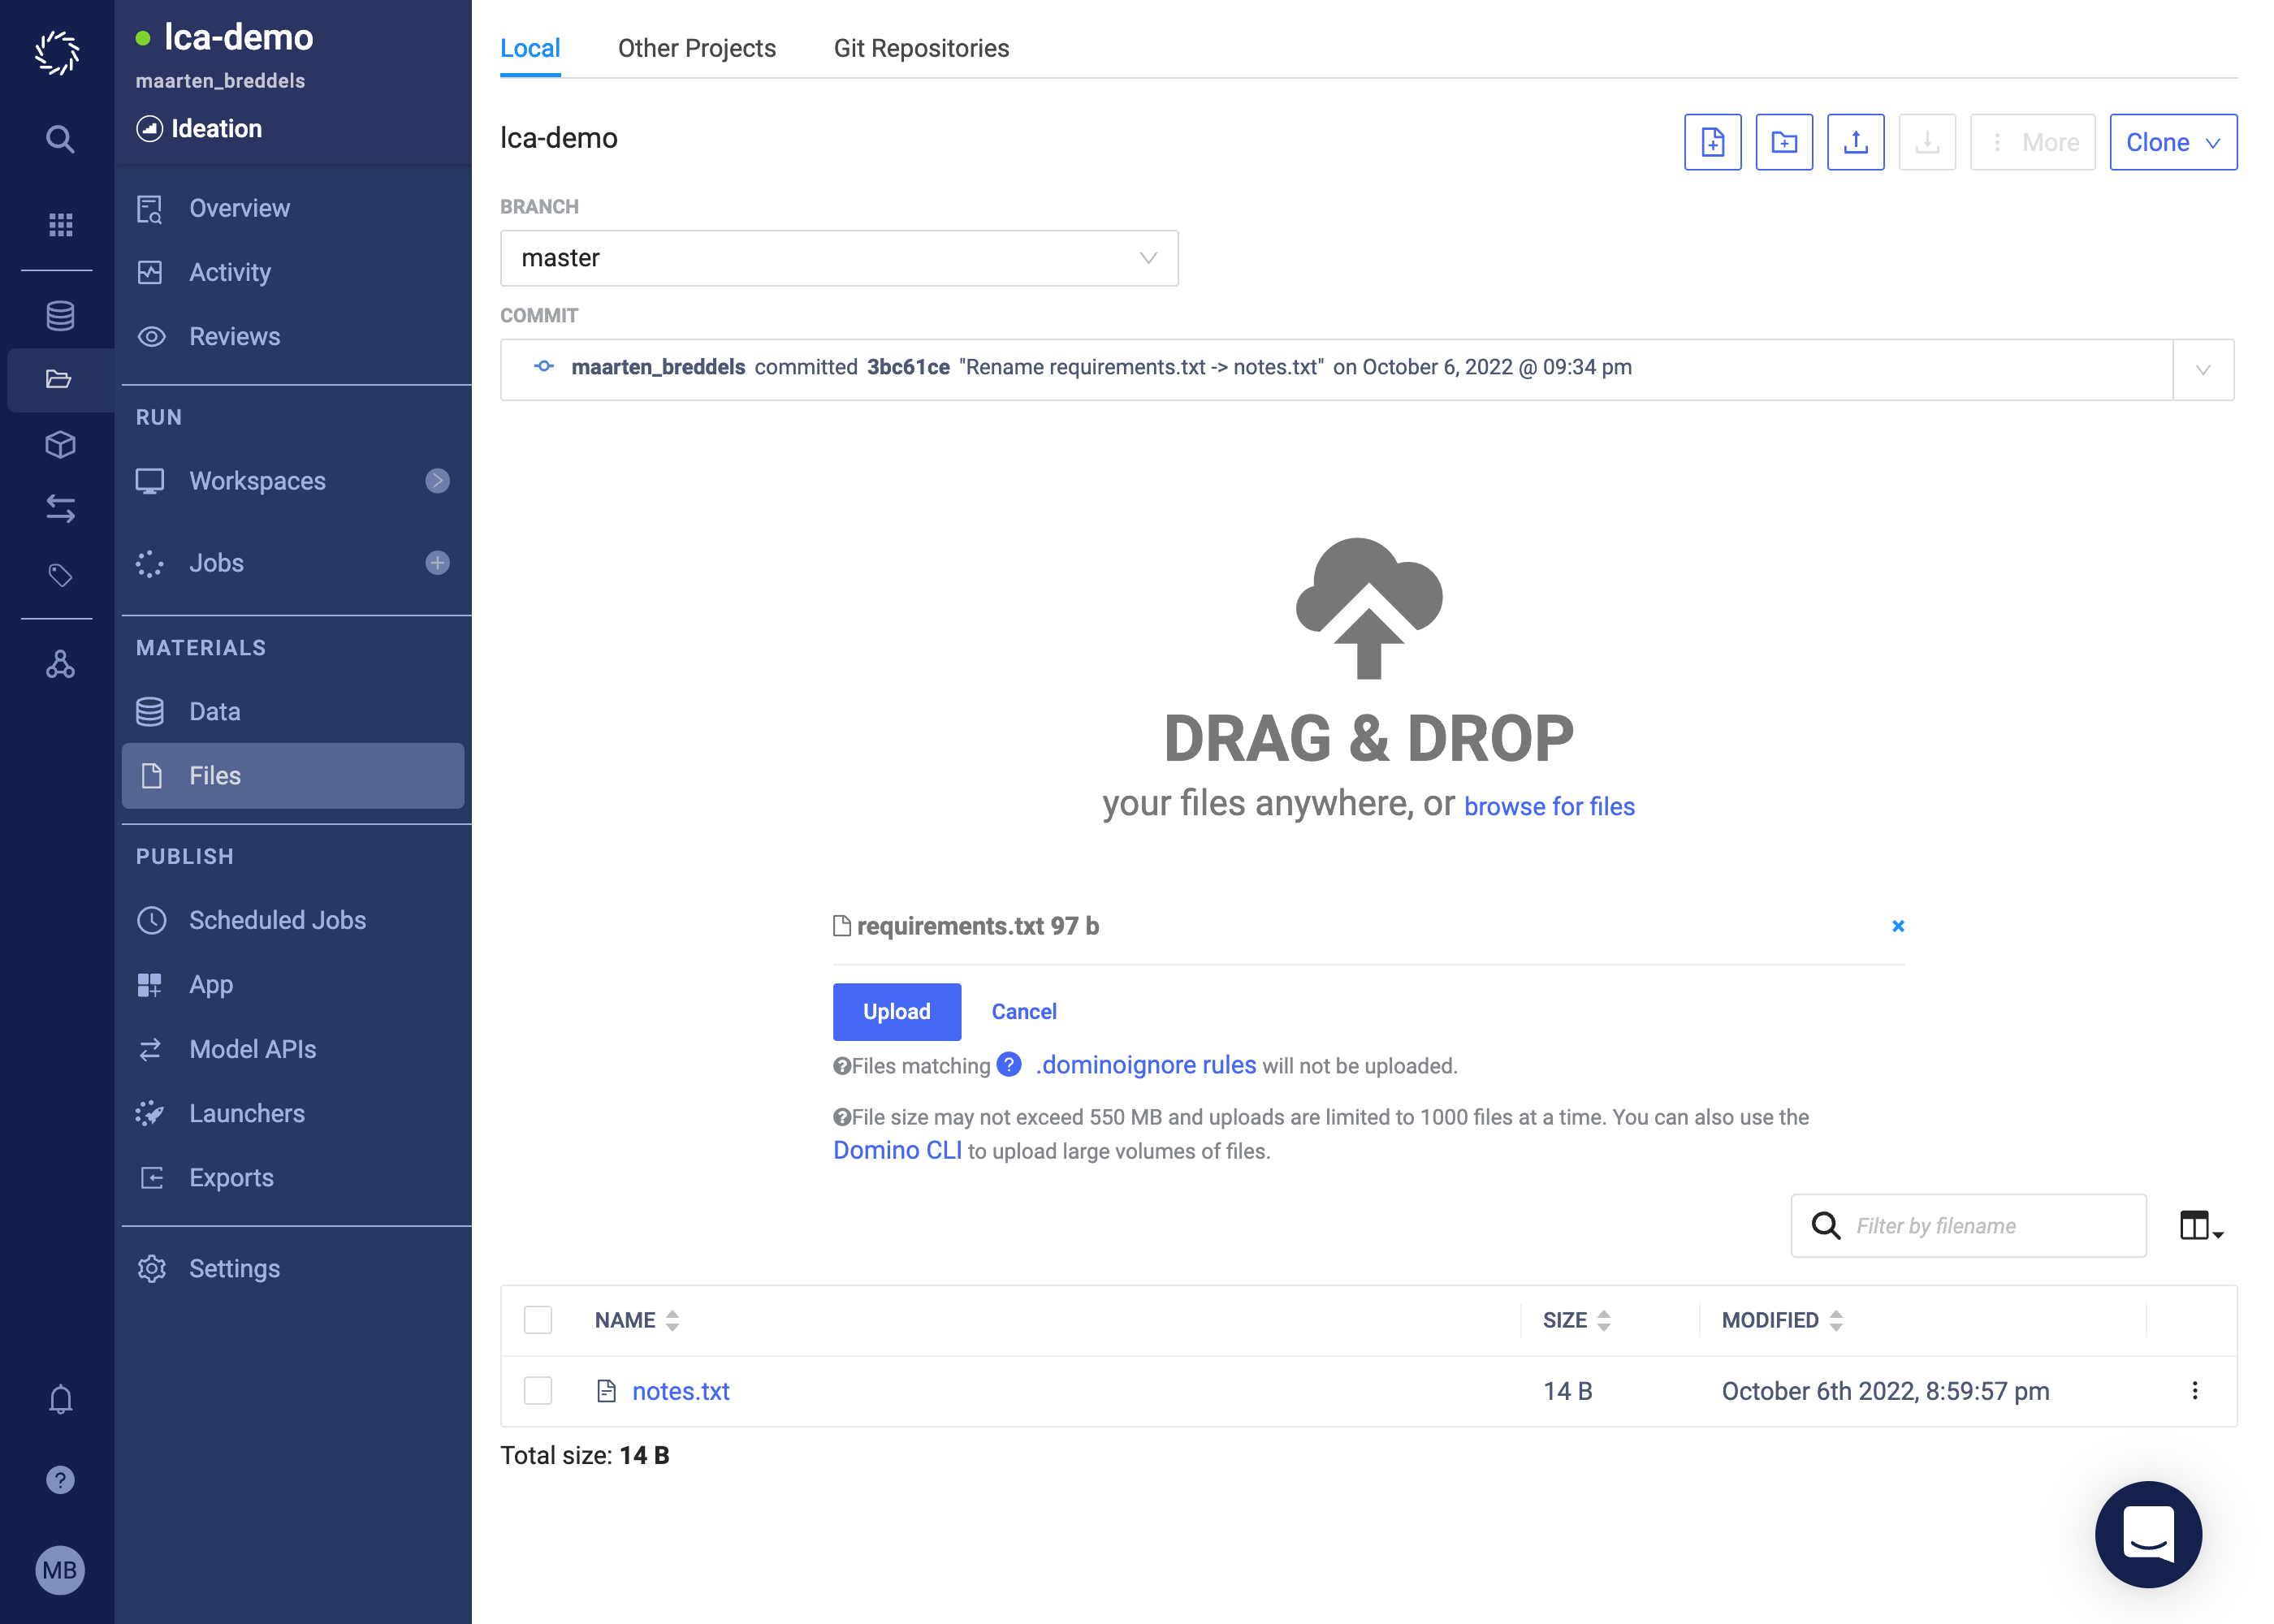 lca-demo
maarten_breddels
Ideation
Overview
Activity
Reviews
RUN
Workspaces
Jobs
MATERIALS
Data
Files
PUBLISH
Scheduled Jobs
App
Model APIs
Launchers
Exports
Settings
?
MB
Local Other Projects Git Repositories
lca-demo
More Clone
BRANCH
master
COMMIT
maarten_breddels committed 3bc61ce "Rename requirements.txt -> notes.txt" on October 6, 2022 @ 09:34 pm
DRAG & DROP
your files anywhere, or browse for files
requirements.txt 97 b
Upload Cancel
?Files matching ? .dominoignore rules will not be uploaded.
?File size may not exceed 550 MB and uploads are limited to 1000 files at a time. You can also use the
Domino CLI to upload large volumes of files.
Filter by filename
NAME SIZE MODIFIED
notes.txt 14 B October 6th 2022, 8:59:57 pm
Total size: 14 B